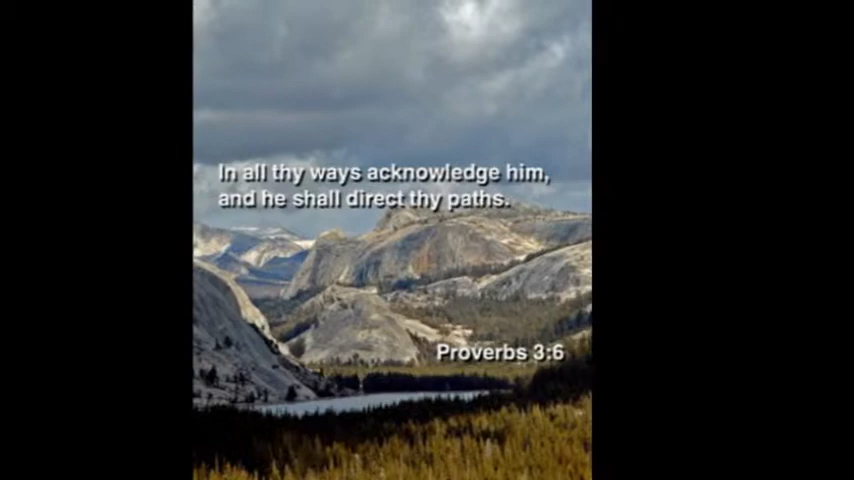 In all thy ways acknowledge him,
and he shall direct thy paths.
Proverbs 3:6